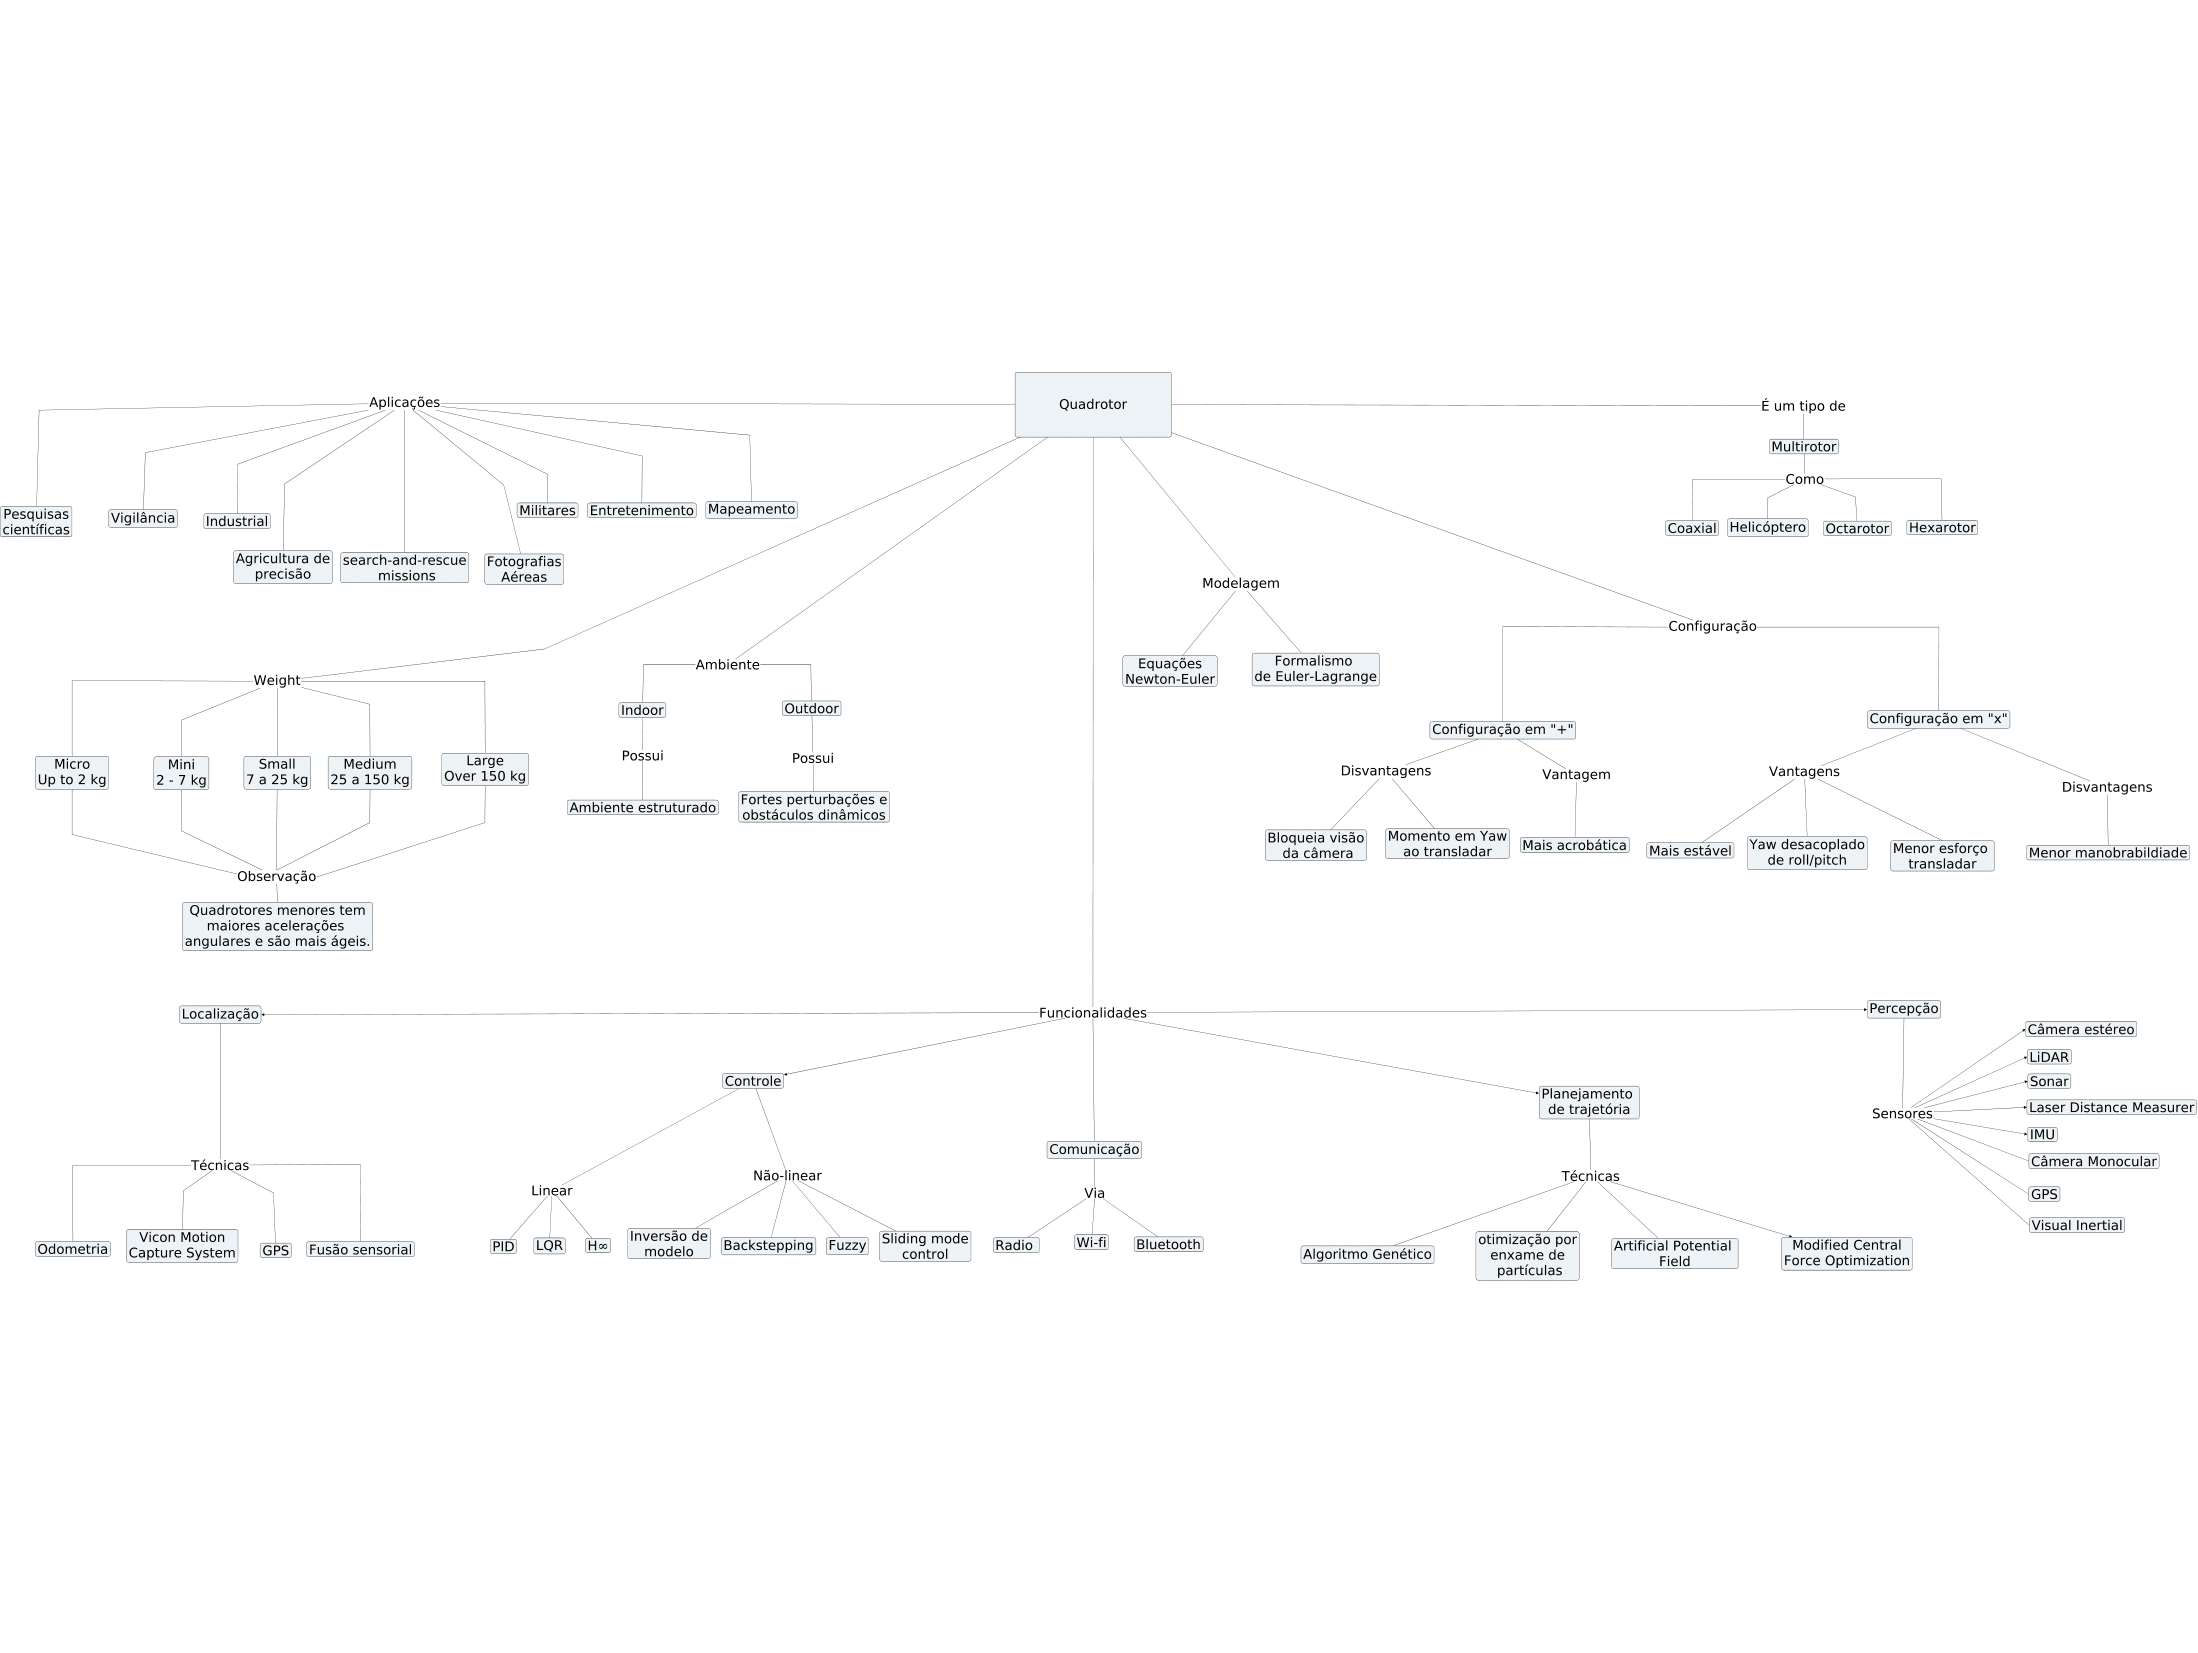 Quadrotor
Aplicações
Pesquisas
científicas
Vigilância
Industrial
Agricultura de
precisão
search-and-rescue
missions
Fotografias
Aéreas
Militares
Entretenimento
Mapeamento
É um tipo de
Multirotor
Como
Coaxial
Helicóptero
Octarotor
Hexarotor
Weight
Micro
Up to 2 kg
Mini
2 - 7 kg
Small
7 a 25 kg
Medium
25 a 150 kg
Large
Over 150 kg
Observação
Quadrotores menores tem
maiores acelerações
angulares e são mais ágeis.
Ambiente
Indoor
Possui
Ambiente estruturado
Outdoor
Possui
Fortes perturbações e
obstáculos dinâmicos
Modelagem
Equações
Newton-Euler
Formalismo
de Euler-Lagrange
Configuração
Configuração em "+"
Disvantagens
Bloqueia visão
da câmera
Momento em Yaw
ao transladar
Vantagem
Mais acrobática
Configuração em "x"
Vantagens
Mais estável
Yaw desacoplado
de roll/pitch
Menor esforço
transladar
Disvantagens
Menor manobrabildiade
Funcionalidades
Localização
Técnicas
Odometria
Vicon Motion
Capture System
GPS
Fusão sensorial
Controle
Linear
PID
LQR
H∞
Não-linear
Inversão de
modelo
Backstepping
Fuzzy
Sliding mode
control
Comunicação
Via
Radio
Wi-fi
Bluetooth
Planejamento
de trajetória
Técnicas
Algoritmo Genético
otimização por
enxame de
partículas
Artificial Potential
Field
Modified Central
Force Optimization
Percepção
Sensores
Câmera estéreo
LiDAR
Sonar
Laser Distance Measurer
IMU
Câmera Monocular
GPS
Visual Inertial